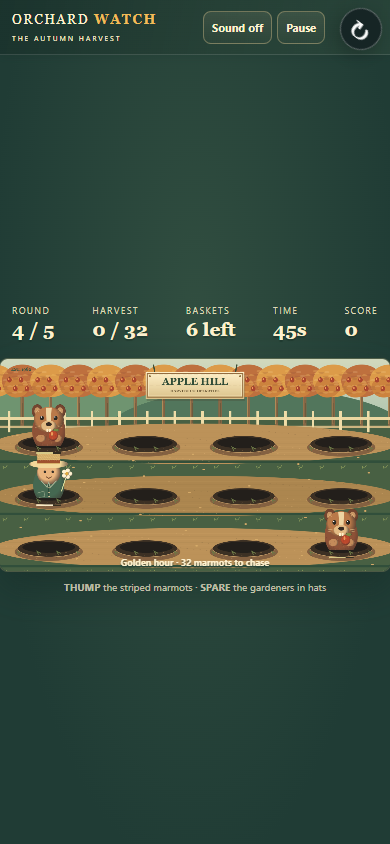 ORCHARD WATCH
THE AUTUMN HARVEST
Sound off
Pause
ROUND
4 / 5
HARVEST
0 / 32
BASKETS
6 left
TIME
45s
SCORE
0
APPLE HILL
Golden hour · 32 marmots to chase
THUMP the striped marmots · SPARE the gardeners in hats